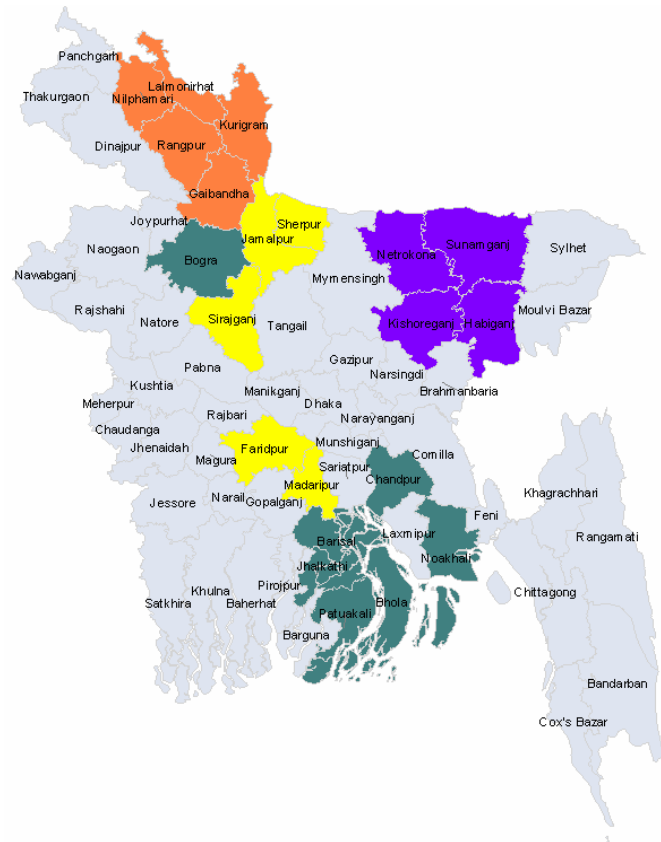 Panchgarh
Lalmonirhat
Thakurgaon
Nilphamari
Kurigram
Dinajpur
Rangpur
Gaibandha
Joypurhat
Sherpur
Jamalpur
Naogaon
Bogra
Netrokona
Sunamganj
Sylhet
Nawabganj
Mymensingh
Rajshahi
Natore
Sirajganj
Tangail
Kishoreganj
Habiganj
Moulvi Bazar
Pabna
Gazipur
Narsingdi
Kushtia
Manikganj
Brahmanbaria
Meherpur
Dhaka
Rajbari
Narayanganj
Chaudanga
Jhenaidah
Faridpur
Munshiganj
Comilla
Magura
Sariatpur
Chandpur
Madaripur
Khagrachhari
Jessore
Narail
Gopalganj
Feni
Laxmipur
Rangamati
Barisal
Noakhali
Jhalkathi
Pirojpur
Khulna
Chittagong
Satkhira
Baherhat
Bhola
Patuakali
Barguna
Bandarban
Cox's Bazar